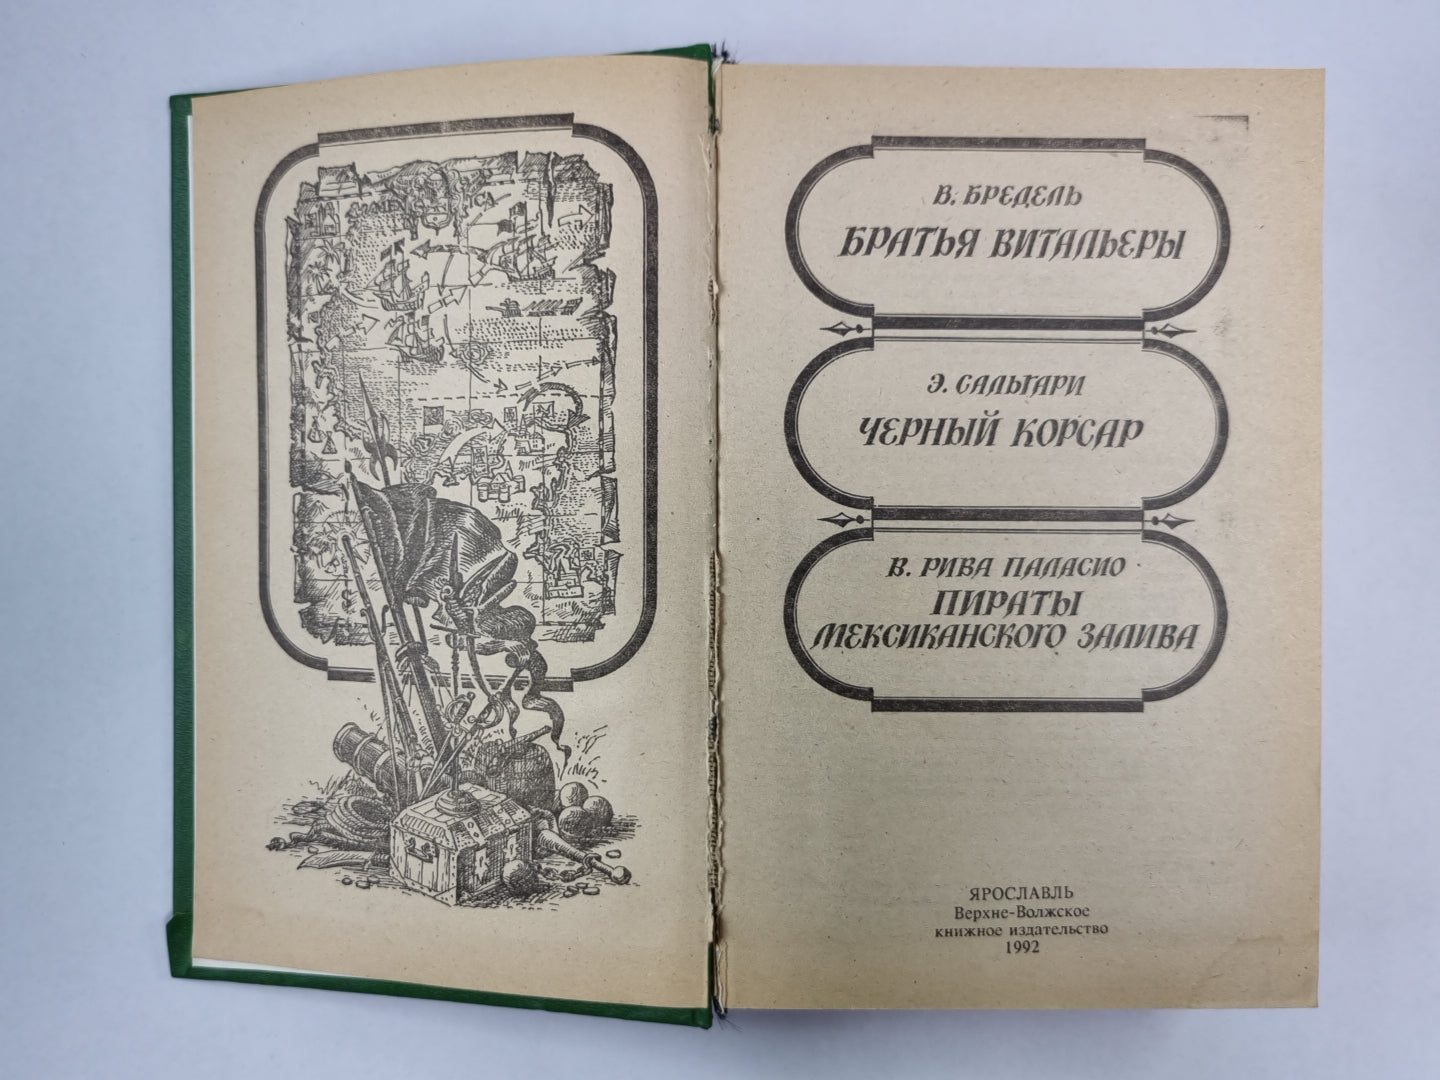 В. БРЕДЕЛЬ
БРАТЬЯ ВИТАЛЬЕРЫ
Э. САЛЬГАРИ
ЧЕРНЫЙ КОРСАР
В. РИВА ПАЛАСИО
ПИРАТЫ
МЕКСИКАНСКОГО ЗАЛИВА
ЯРОСЛАВЛЬ
Верхне-Волжское
книжное издательство
1992